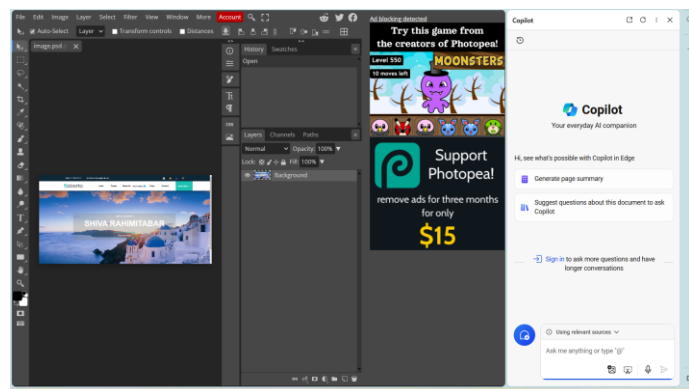 File Edit Image Layer Select Filter View Window More Account
Auto-Select Layer Transform controls Distances
image.psd
SHIVA RAHIMITABAR
History Swatches
Open
Layers Channels Paths
Normal Opacity: 100%
Lock: Fill: 100%
Background
Ad blocking detected
Try this game from
the creators of Photopea!
Level 550
MOONSTERS
10 moves left
Support
Photopea!
remove ads for three months
for only
$15
Copilot
Copilot
Your everyday AI companion
Hi, see what's possible with Copilot in Edge
Generate page summary
Suggest questions about this document to ask
Copilot
Sign in to ask more questions and have
longer conversations
Using relevant sources
Ask me anything or type "@"